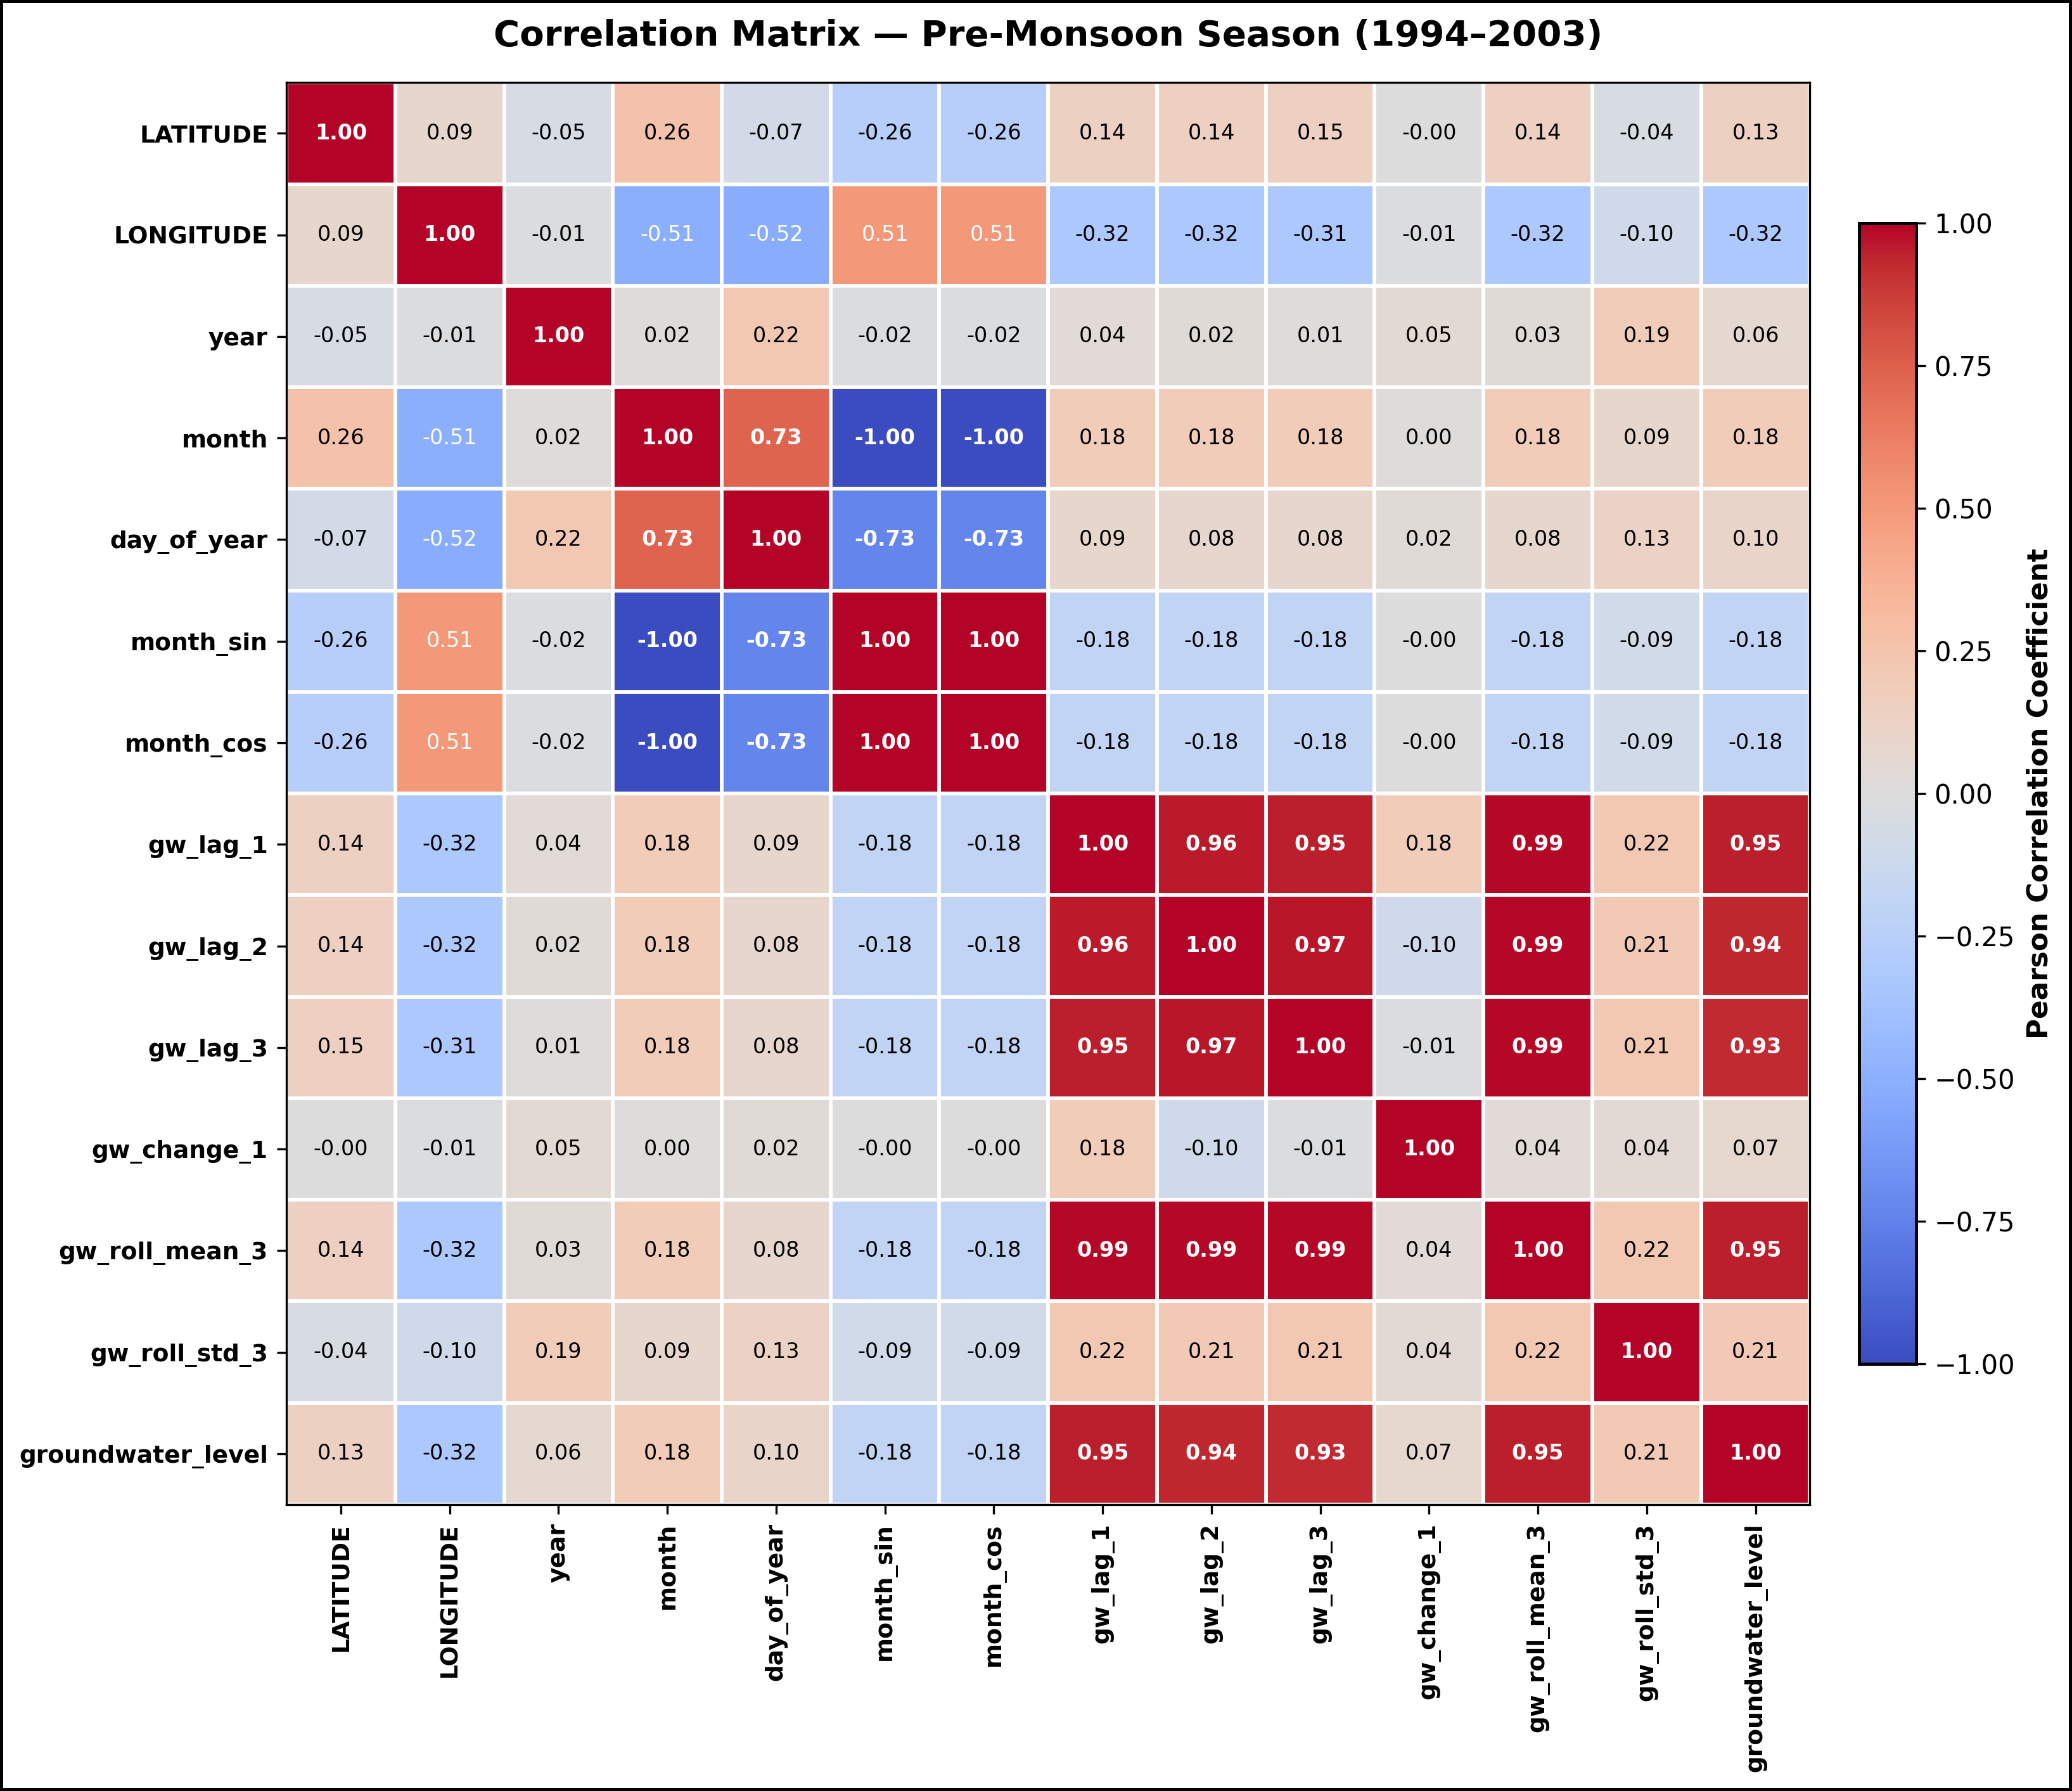 Correlation Matrix — Pre-Monsoon Season (1994–2003)
LATITUDE 1.00 0.09 -0.05 0.26 -0.07 -0.26 -0.26 0.14 0.14 0.15 -0.00 0.14 -0.04 0.13
LONGITUDE 0.09 1.00 -0.01 -0.51 -0.52 0.51 0.51 -0.32 -0.32 -0.31 -0.01 -0.32 -0.10 -0.32
year -0.05 -0.01 1.00 0.02 0.22 -0.02 -0.02 0.04 0.02 0.01 0.05 0.03 0.19 0.06
month 0.26 -0.51 0.02 1.00 0.73 -1.00 -1.00 0.18 0.18 0.18 0.00 0.18 0.09 0.18
day_of_year -0.07 -0.52 0.22 0.73 1.00 -0.73 -0.73 0.09 0.08 0.08 0.02 0.08 0.13 0.10
month_sin -0.26 0.51 -0.02 -1.00 -0.73 1.00 1.00 -0.18 -0.18 -0.18 -0.00 -0.18 -0.09 -0.18
month_cos -0.26 0.51 -0.02 -1.00 -0.73 1.00 1.00 -0.18 -0.18 -0.18 -0.00 -0.18 -0.09 -0.18
gw_lag_1 0.14 -0.32 0.04 0.18 0.09 -0.18 -0.18 1.00 0.96 0.95 0.18 0.99 0.22 0.95
gw_lag_2 0.14 -0.32 0.02 0.18 0.08 -0.18 -0.18 0.96 1.00 0.97 -0.10 0.99 0.21 0.94
gw_lag_3 0.15 -0.31 0.01 0.18 0.08 -0.18 -0.18 0.95 0.97 1.00 -0.01 0.99 0.21 0.93
gw_change_1 -0.00 -0.01 0.05 0.00 0.02 -0.00 -0.00 0.18 -0.10 -0.01 1.00 0.04 0.04 0.07
gw_roll_mean_3 0.14 -0.32 0.03 0.18 0.08 -0.18 -0.18 0.99 0.99 0.99 0.04 1.00 0.22 0.95
gw_roll_std_3 -0.04 -0.10 0.19 0.09 0.13 -0.09 -0.09 0.22 0.21 0.21 0.04 0.22 1.00 0.21
groundwater_level 0.13 -0.32 0.06 0.18 0.10 -0.18 -0.18 0.95 0.94 0.93 0.07 0.95 0.21 1.00
LATITUDE
LONGITUDE
year
month
day_of_year
month_sin
month_cos
gw_lag_1
gw_lag_2
gw_lag_3
gw_change_1
gw_roll_mean_3
gw_roll_std_3
groundwater_level
1.00
0.75
0.50
0.25
0.00
−0.25
−0.50
−0.75
−1.00
Pearson Correlation Coefficient